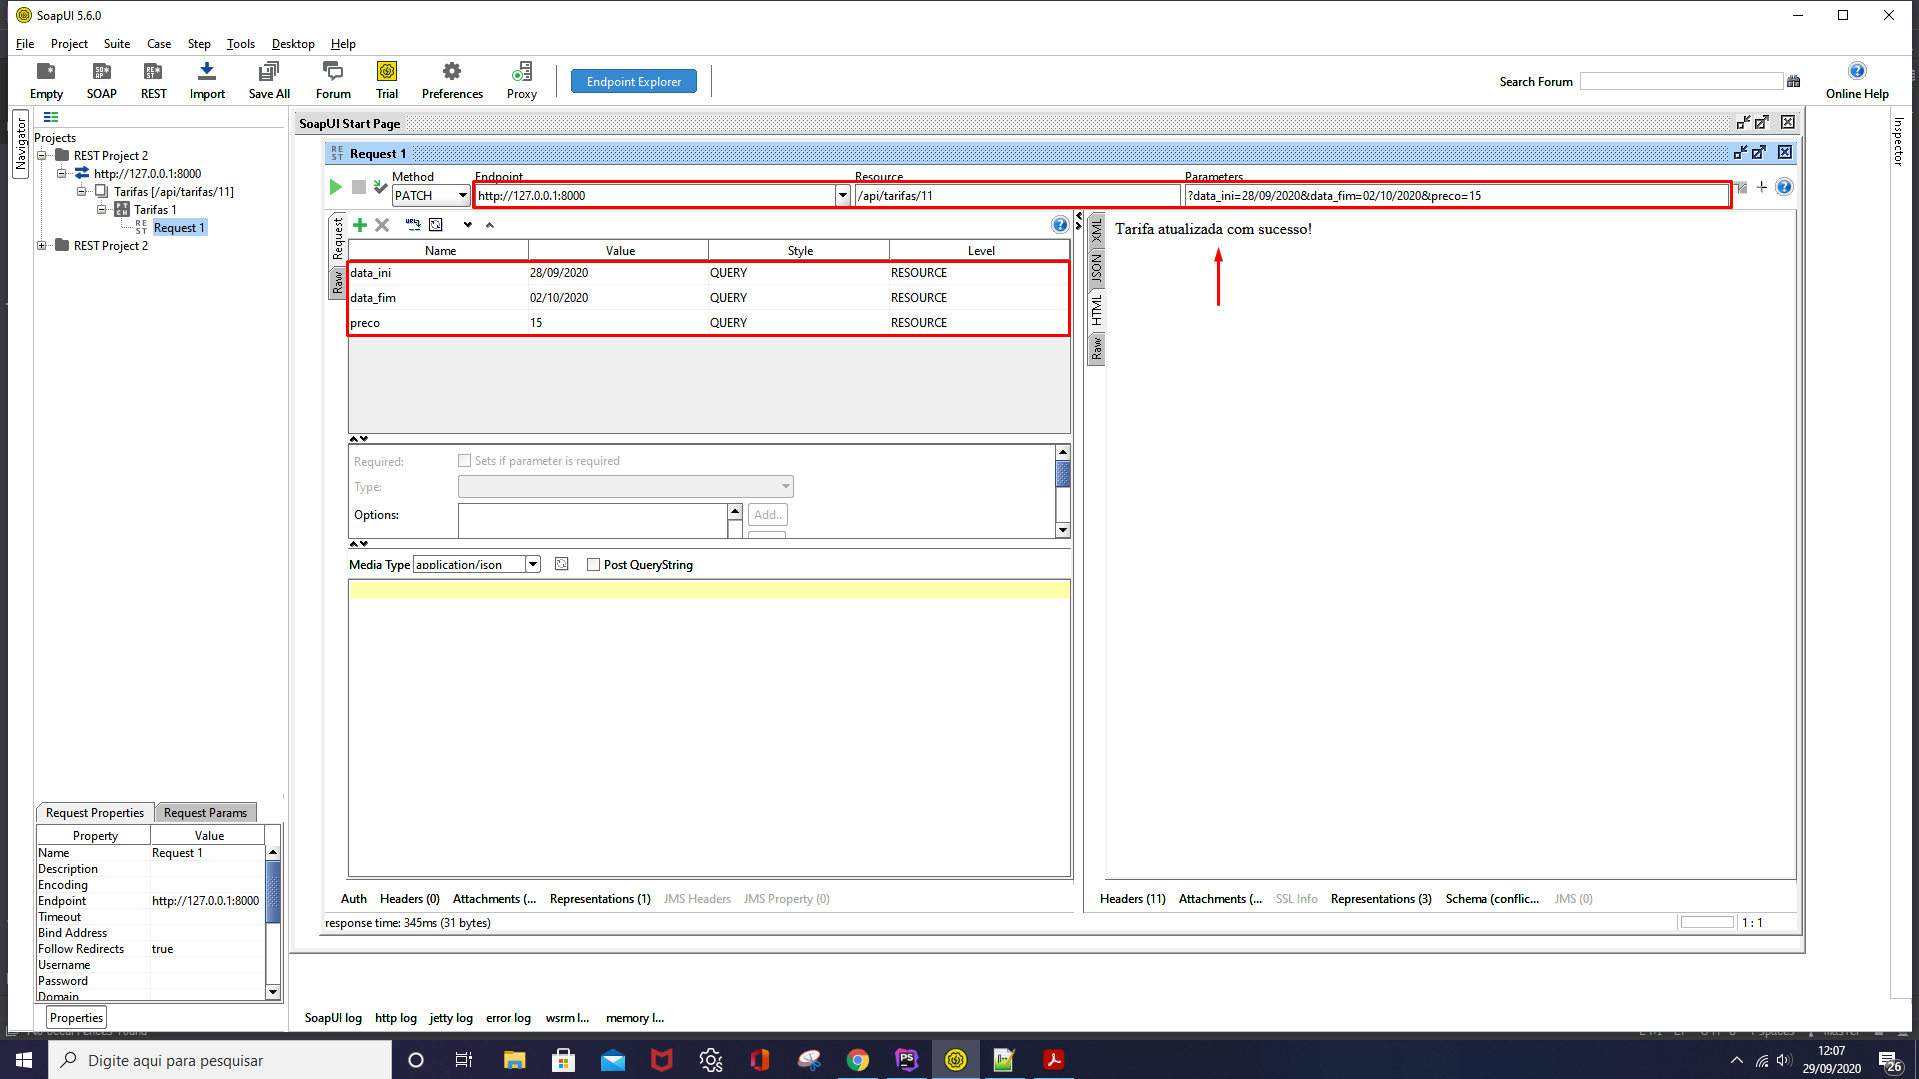 SoapUI 5.6.0
File Project Suite Case Step Tools Desktop Help
Empty SOAP REST Import Save All Forum Trial Preferences Proxy
Endpoint Explorer
Search Forum
Online Help
Navigator
Projects
REST Project 2
http://127.0.0.1:8000
Tarifas [/api/tarifas/11]
Tarifas 1
Request 1
REST Project 2
SoapUI Start Page
Request 1
Method Endpoint Resource Parameters
PATCH http://127.0.0.1:8000 /api/tarifas/11 ?data_ini=28/09/2020&data_fim=02/10/2020&preco=15
Request
Raw
Name Value Style Level
data_ini 28/09/2020 QUERY RESOURCE
data_fim 02/10/2020 QUERY RESOURCE
preco 15 QUERY RESOURCE
Required: Sets if parameter is required
Type:
Options: Add..
Media Type application/json Post QueryString
XML
JSON
HTML
Raw
Tarifa atualizada com sucesso!
Inspector
Auth Headers (0) Attachments (... Representations (1) JMS Headers JMS Property (0)
Headers (11) Attachments (... SSL Info Representations (3) Schema (conflic... JMS (0)
response time: 345ms (31 bytes)
1 : 1
Request Properties Request Params
Property Value
Name Request 1
Description
Encoding
Endpoint http://127.0.0.1:8000
Timeout
Bind Address
Follow Redirects true
Username
Password
Domain
Properties
SoapUI log http log jetty log error log wsrm l... memory l...
Digite aqui para pesquisar
12:07
29/09/2020
26